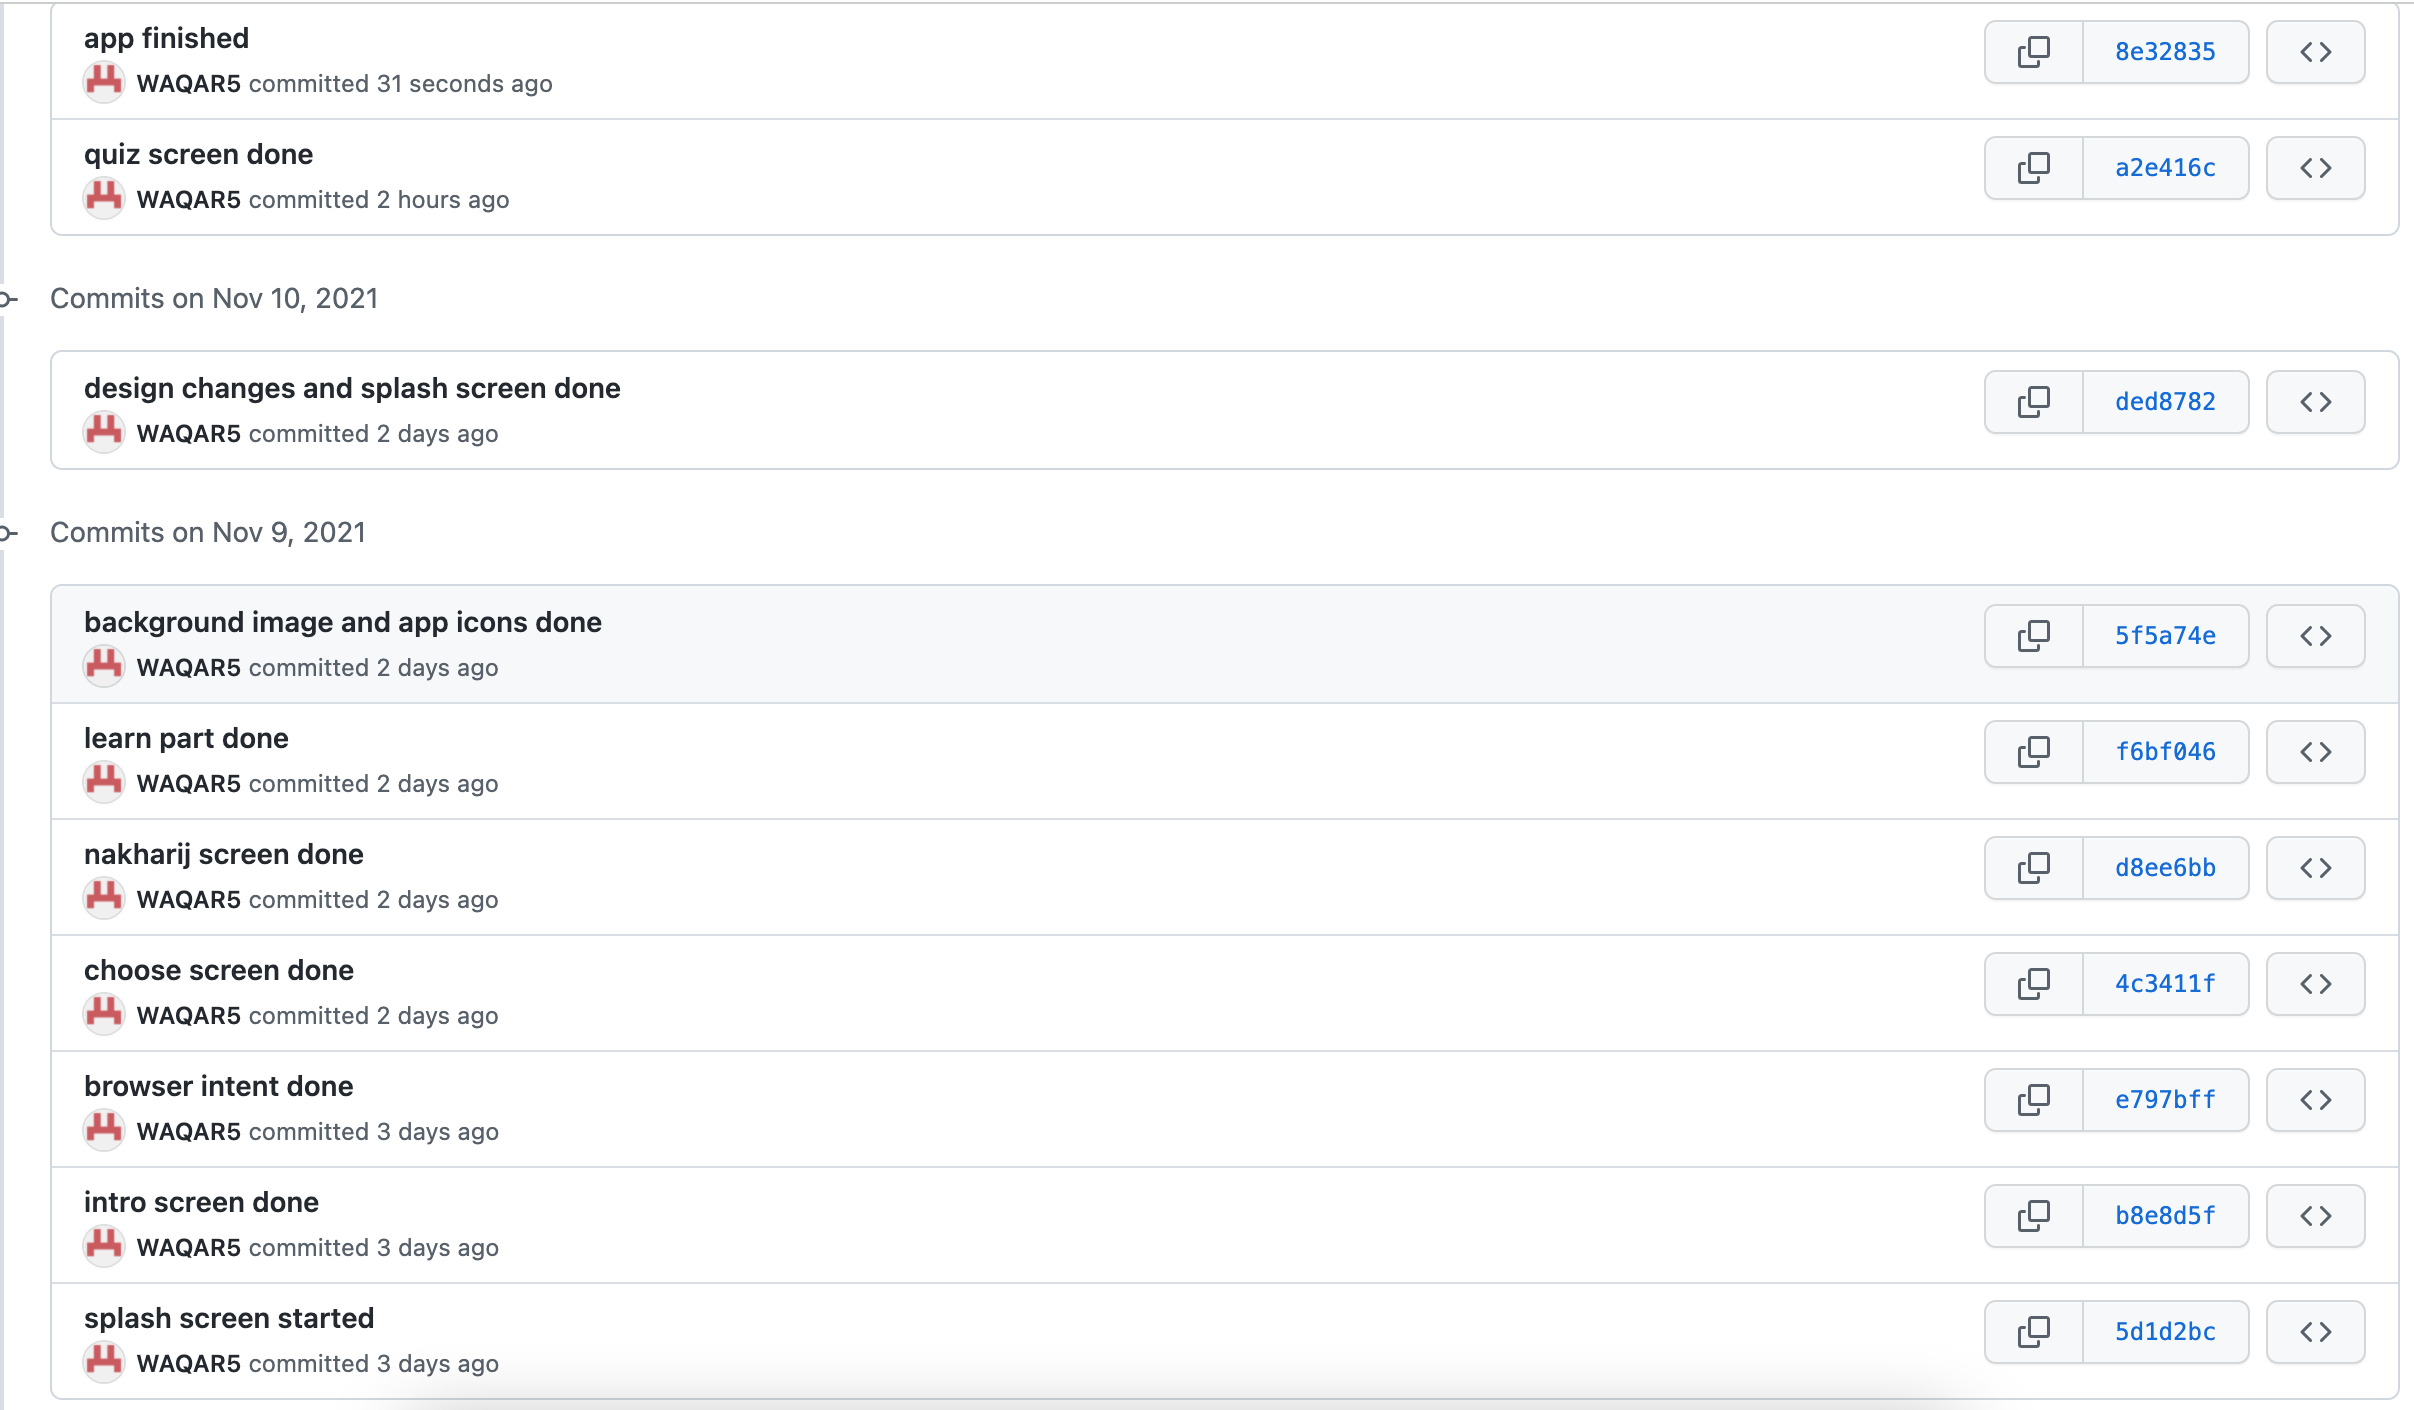 app finished
WAQAR5 committed 31 seconds ago
8e32835
quiz screen done
WAQAR5 committed 2 hours ago
a2e416c
Commits on Nov 10, 2021
design changes and splash screen done
WAQAR5 committed 2 days ago
ded8782
Commits on Nov 9, 2021
background image and app icons done
WAQAR5 committed 2 days ago
5f5a74e
learn part done
WAQAR5 committed 2 days ago
f6bf046
nakharij screen done
WAQAR5 committed 2 days ago
d8ee6bb
choose screen done
WAQAR5 committed 2 days ago
4c3411f
browser intent done
WAQAR5 committed 3 days ago
e797bff
intro screen done
WAQAR5 committed 3 days ago
b8e8d5f
splash screen started
WAQAR5 committed 3 days ago
5d1d2bc